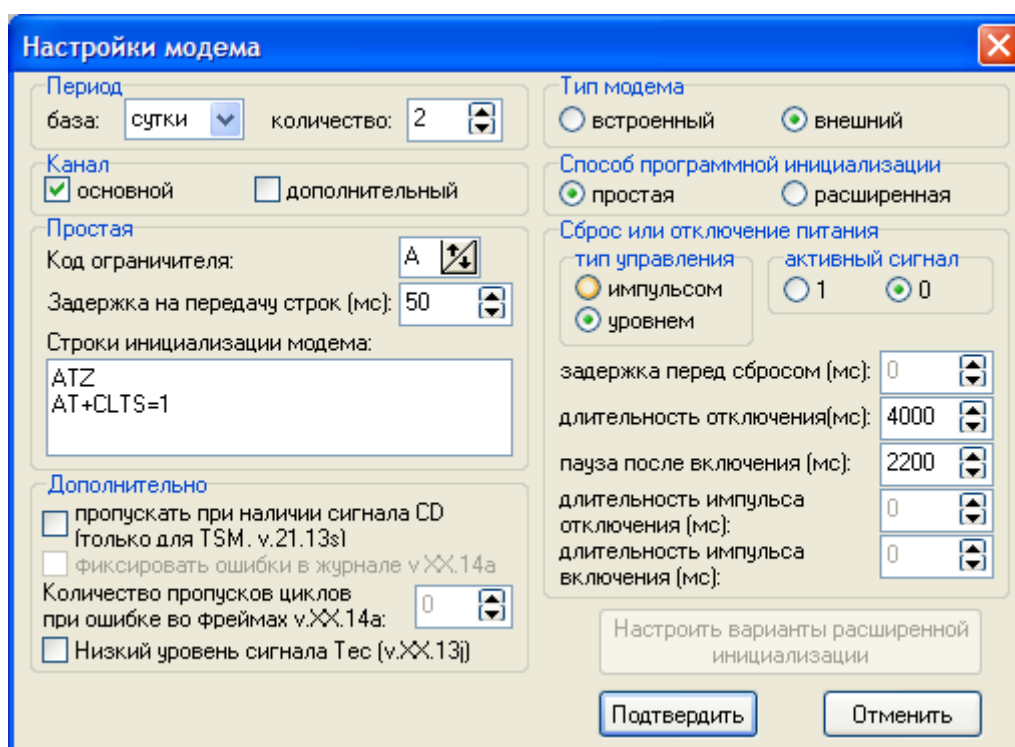 Настройки модема
Период
база: сутки количество: 2
Канал
основной дополнительный
Простая
Код ограничителя: A
Задержка на передачу строк (мс): 50
Строки инициализации модема:
ATZ
AT+CLTS=1
Дополнительно
пропускать при наличии сигнала CD
(только для TSM. v.21.13s)
фиксировать ошибки в журнале v XX.14a
Количество пропусков циклов
при ошибке во фреймах v.XX.14a: 0
Низкий уровень сигнала Тес (v.XX.13j)
Тип модема
встроенный внешний
Способ программной инициализации
простая расширенная
Сброс или отключение питания
тип управления
импульсом
уровнем
активный сигнал
1 0
задержка перед сбросом (мс): 0
длительность отключения(мс): 4000
пауза после включения (мс): 2200
длительность импульса
отключения (мс): 0
длительность импульса
включения (мс): 0
Настроить варианты расширенной
инициализации
Подтвердить Отменить